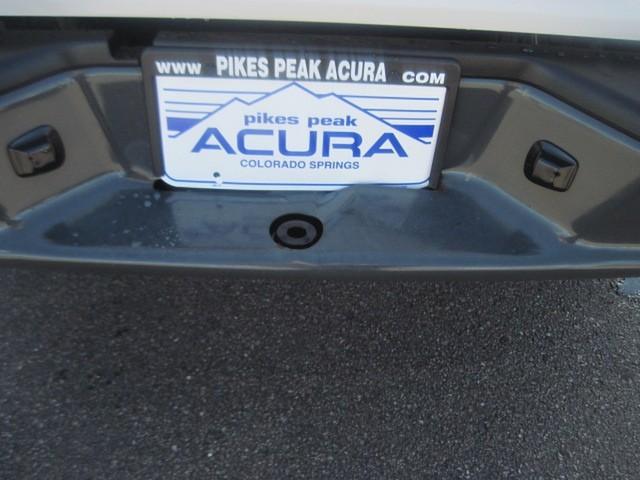 WWW PIKES PEAK ACURA COM
pikes peak
ACURA
COLORADO SPRINGS